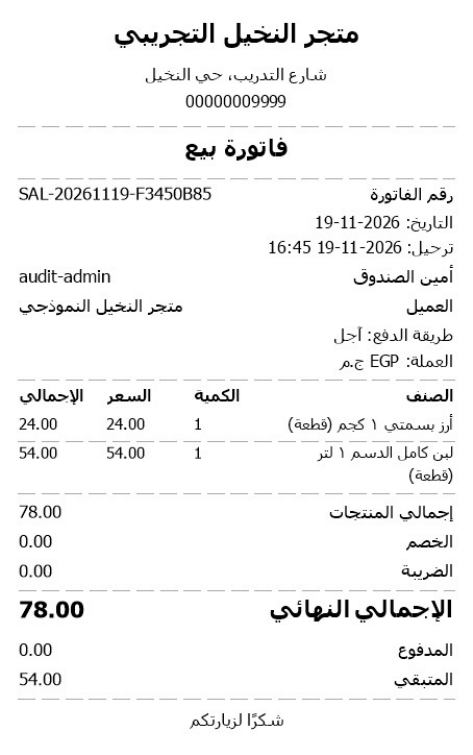 متجر النخيل التجريبي
شارع التدريب، حي النخيل
00000009999
فاتورة بيع
رقم الفاتورة SAL-20261119-F3450B85
التاريخ: 2026-11-19
ترحيل: 2026-11-19 16:45
أمين الصندوق audit-admin
العميل متجر النخيل النموذجي
طريقة الدفع: آجل
العملة: EGP ج.م
الصنف الكمية السعر الإجمالي
أرز بسمتي ١ كجم (قطعة) 1 24.00 24.00
لبن كامل الدسم ١ لتر 1 54.00 54.00
(قطعة)
إجمالي المنتجات 78.00
الخصم 0.00
الضريبة 0.00
الإجمالي النهائي 78.00
المدفوع 0.00
المتبقي 54.00
شكرًا لزيارتكم